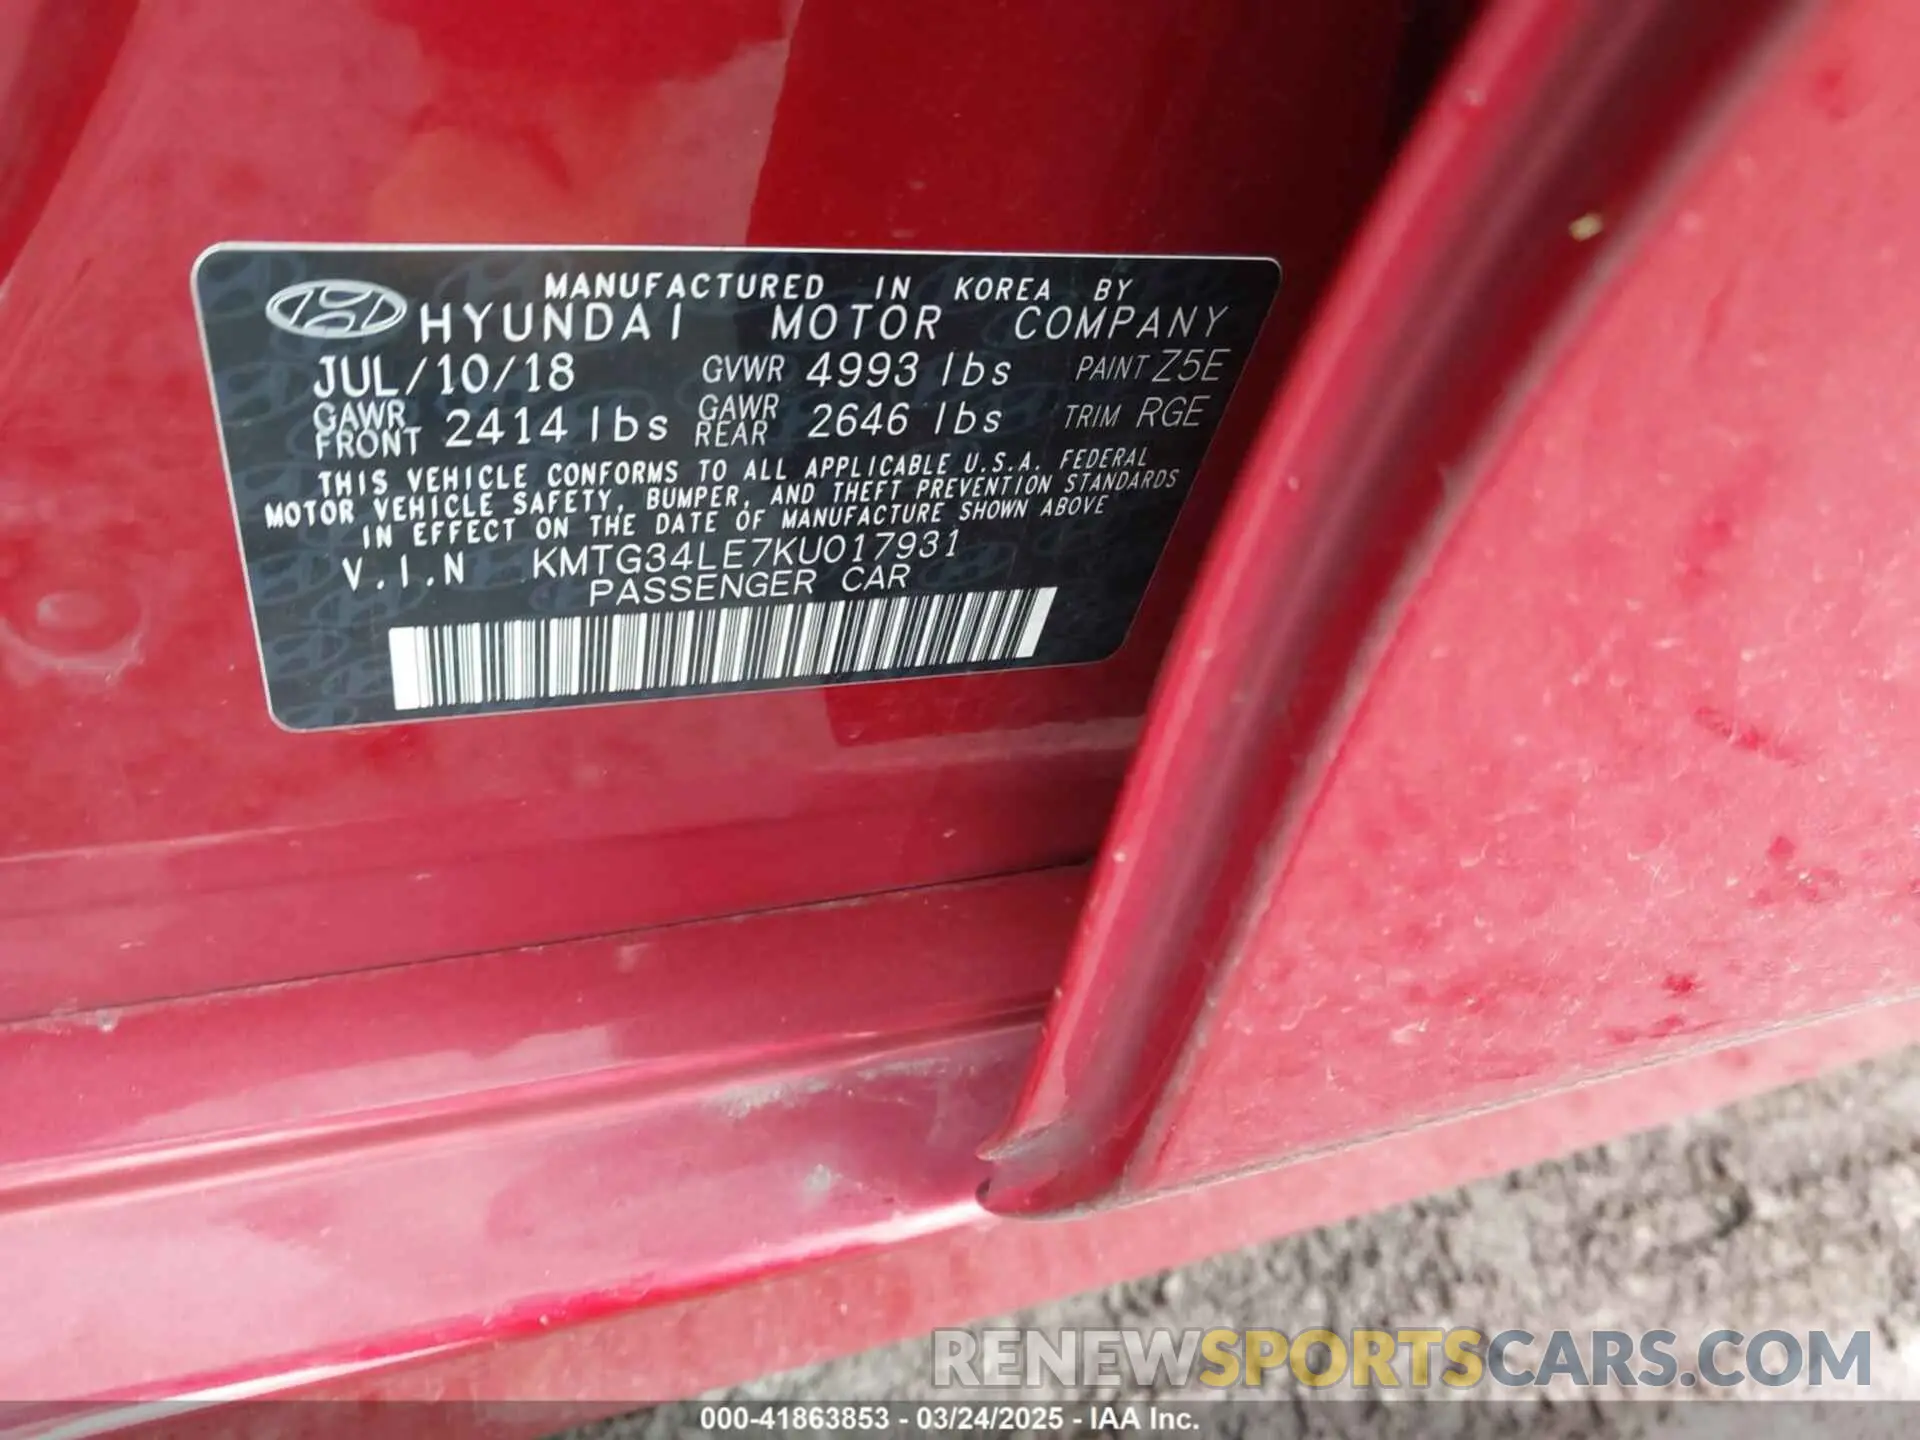 MANUFACTURED IN KOREA BY
HYUNDAI MOTOR COMPANY
JUL/10/18 GVWR 4993 lbs PAINT Z5E
GAWR FRONT 2414 lbs GAWR REAR 2646 lbs TRIM RGE
THIS VEHICLE CONFORMS TO ALL APPLICABLE U.S.A. FEDERAL
MOTOR VEHICLE SAFETY, BUMPER, AND THEFT PREVENTION STANDARDS
IN EFFECT ON THE DATE OF MANUFACTURE SHOWN ABOVE
V.I.N KMTG34LE7KU017931
PASSENGER CAR
RENEWSPORTSCARS.COM
000-41863853 - 03/24/2025 - IAA Inc.